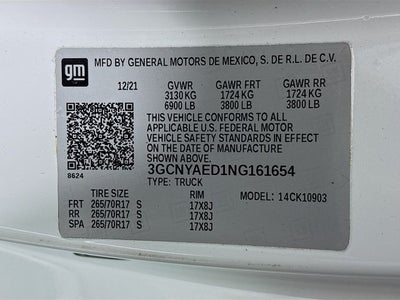 gm
MFD BY GENERAL MOTORS DE MEXICO, S. DE R.L. DE C.V.
12/21 GVWR GAWR FRT GAWR RR
3130 KG 1724 KG 1724 KG
6900 LB 3800 LB 3800 LB
THIS VEHICLE CONFORMS TO ALL
APPLICABLE U.S. FEDERAL MOTOR
VEHICLE SAFETY STANDARDS IN EFFECT
ON THE DATE OF MANUFACTURE
SHOWN ABOVE.
8624 3GCNYAED1NG161654
TYPE: TRUCK
TIRE SIZE RIM MODEL: 14CK10903
FRT 265/70R17 S 17X8J
RR 265/70R17 S 17X8J
SPA 265/70R17 S 17X8J